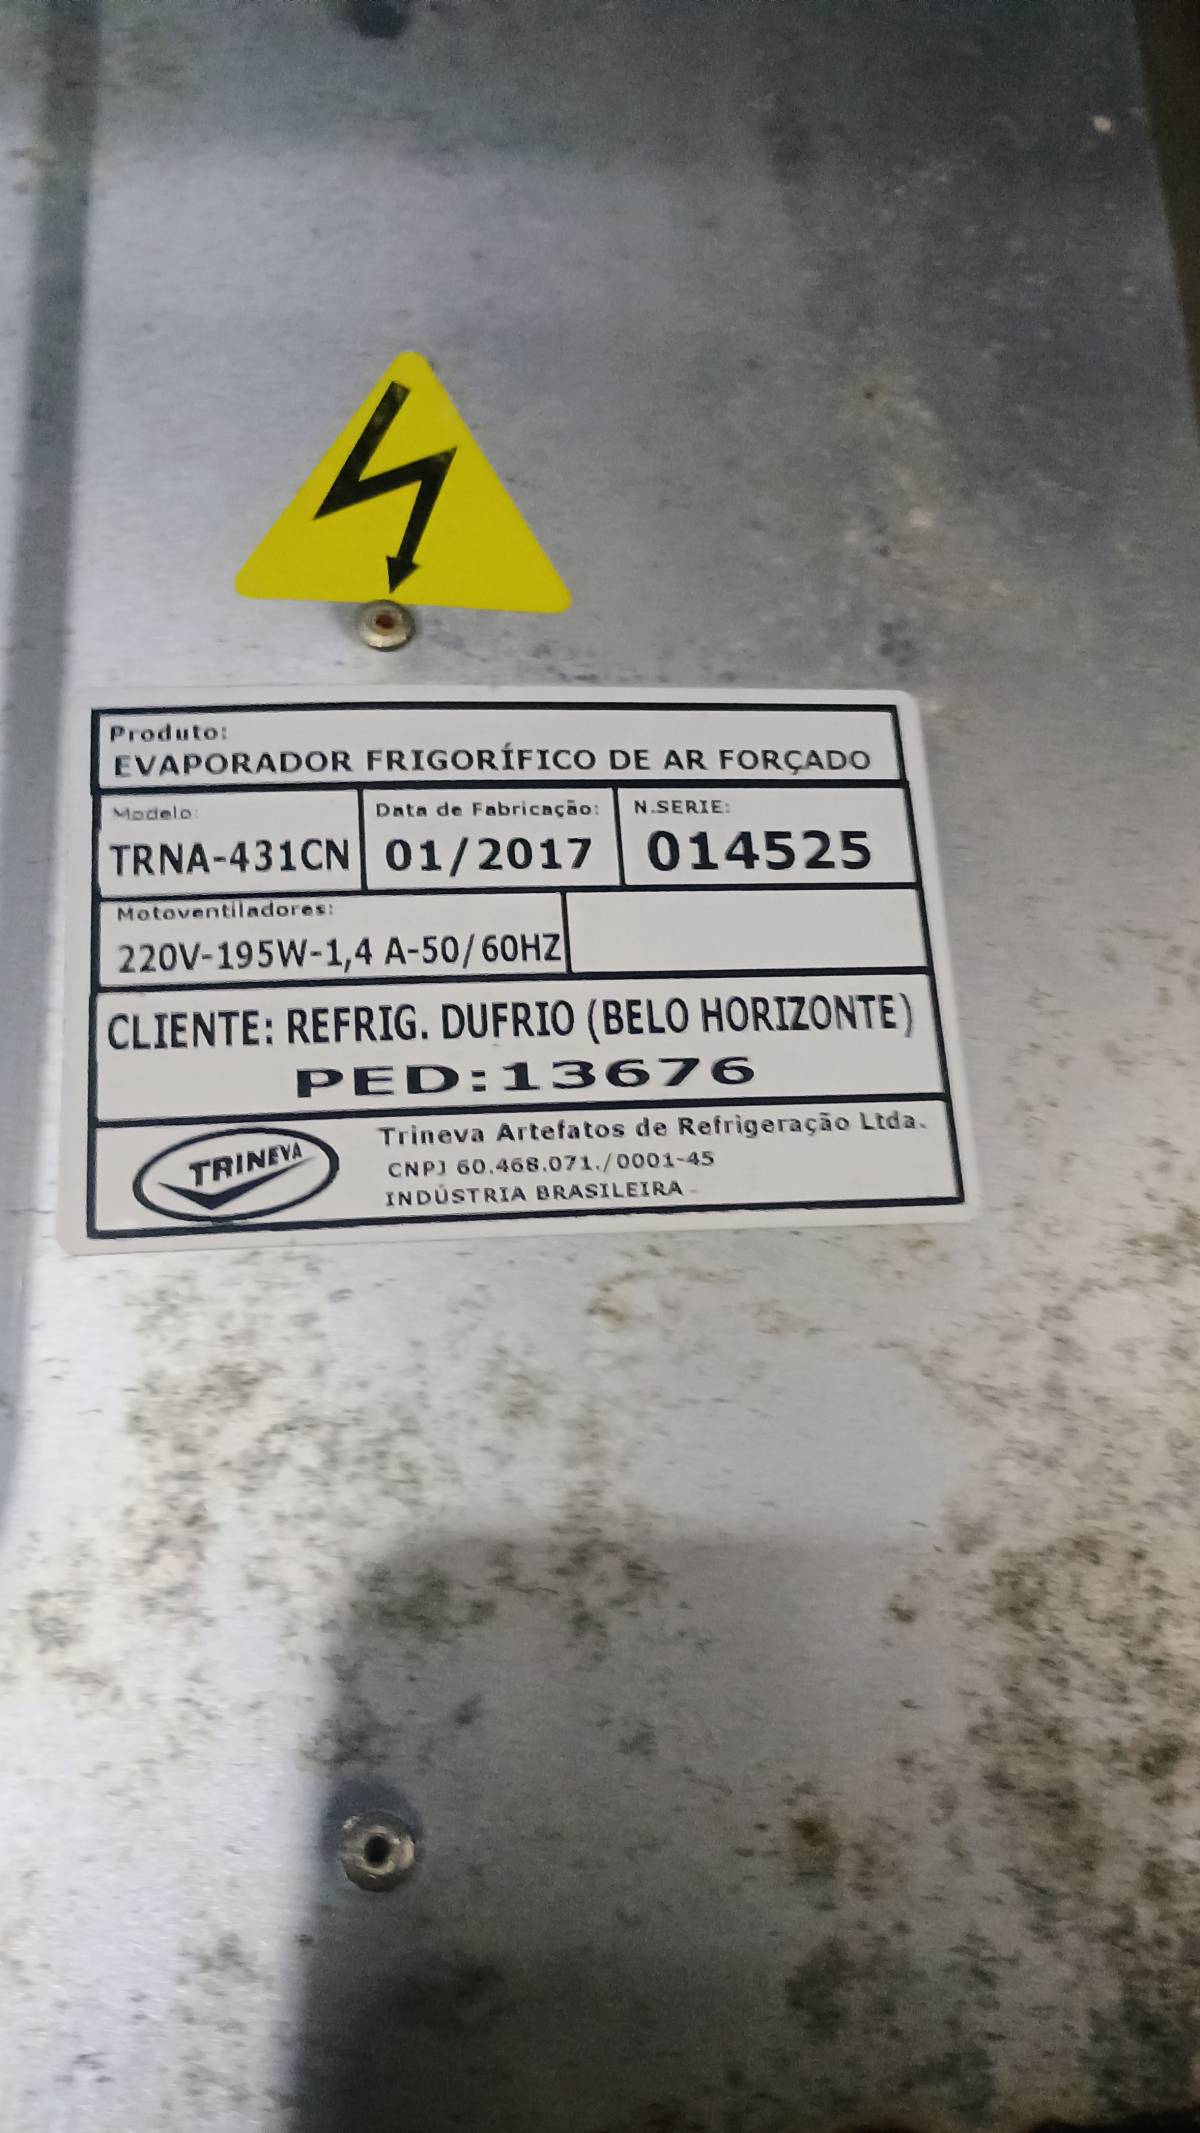 Produto:
EVAPORADOR FRIGORÍFICO DE AR FORÇADO
Modelo:
TRNA-431CN
Data de Fabricação:
01/2017
N.SERIE:
014525
Motoventiladores:
220V-195W-1,4 A-50/60HZ
CLIENTE: REFRIG. DUFRIO (BELO HORIZONTE)
PED:13676
TRINEVA
Trineva Artefatos de Refrigeração Ltda.
CNPJ 60.468.071./0001-45
INDÚSTRIA BRASILEIRA